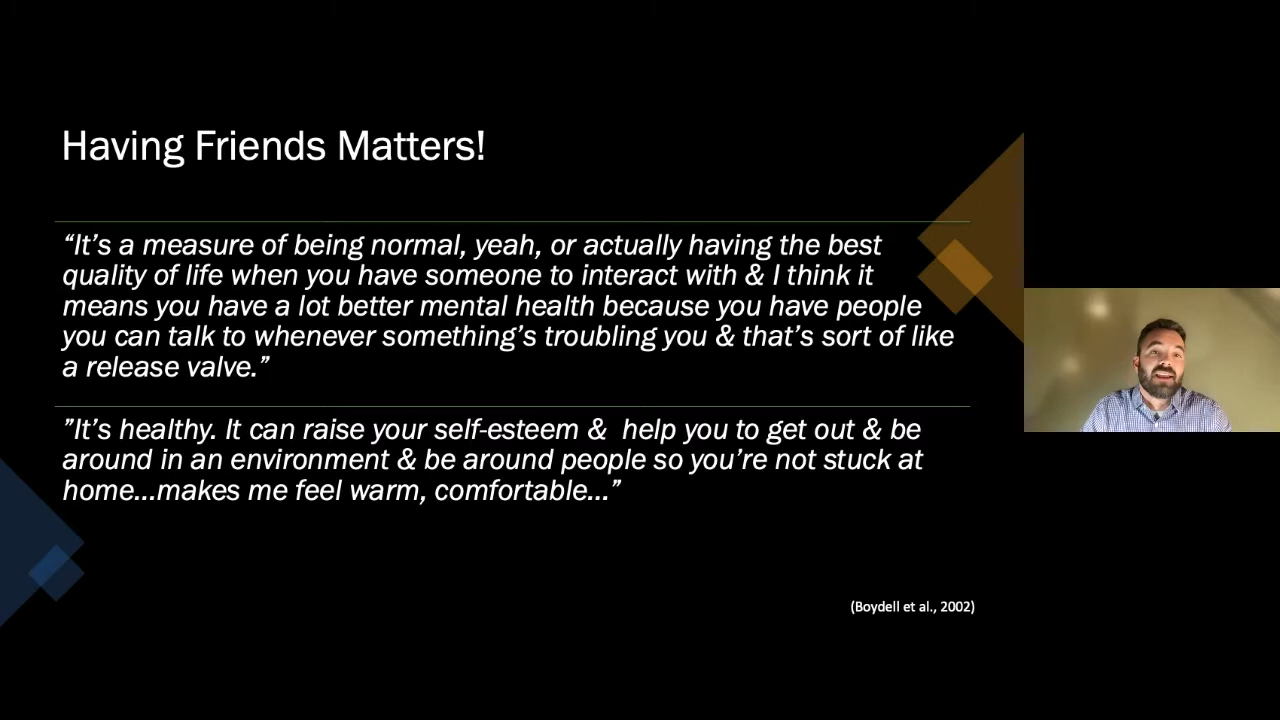 Having Friends Matters!
“It’s a measure of being normal, yeah, or actually having the best
quality of life when you have someone to interact with & I think it
means you have a lot better mental health because you have people
you can talk to whenever something’s troubling you & that’s sort of like
a release valve.”
”It’s healthy. It can raise your self-esteem &  help you to get out & be
around in an environment & be around people so you’re not stuck at
home…makes me feel warm, comfortable…”
(Boydell et al., 2002)